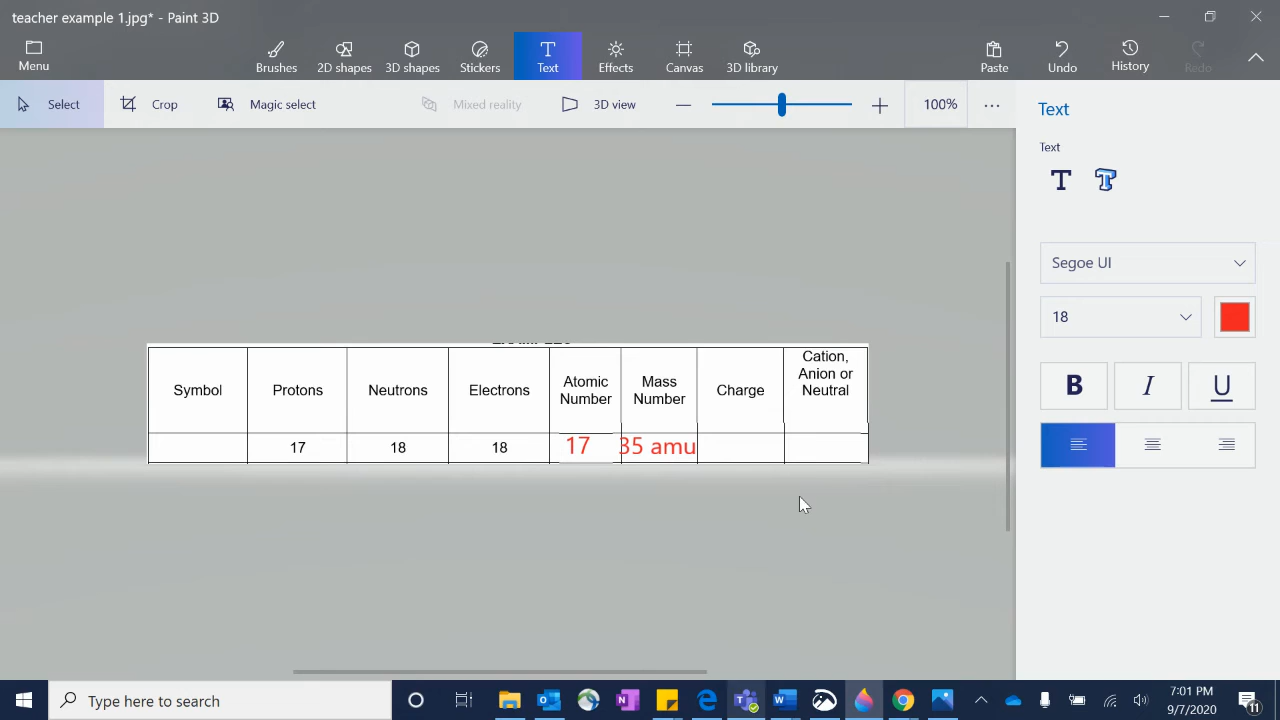 teacher example 1.jpg* - Paint 3D
Menu
Brushes
2D shapes
3D shapes
Stickers
Text
Effects
Canvas
3D library
Paste
Undo
History
Redo
Select
Crop
Magic select
Mixed reality
3D view
100%
Text
Text
Segoe UI
18
B I U
Symbol
Protons
Neutrons
Electrons
Atomic
Number
Mass
Number
Charge
Cation,
Anion or
Neutral
17
18
18
17
35 amu
Type here to search
7:01 PM
9/7/2020
11